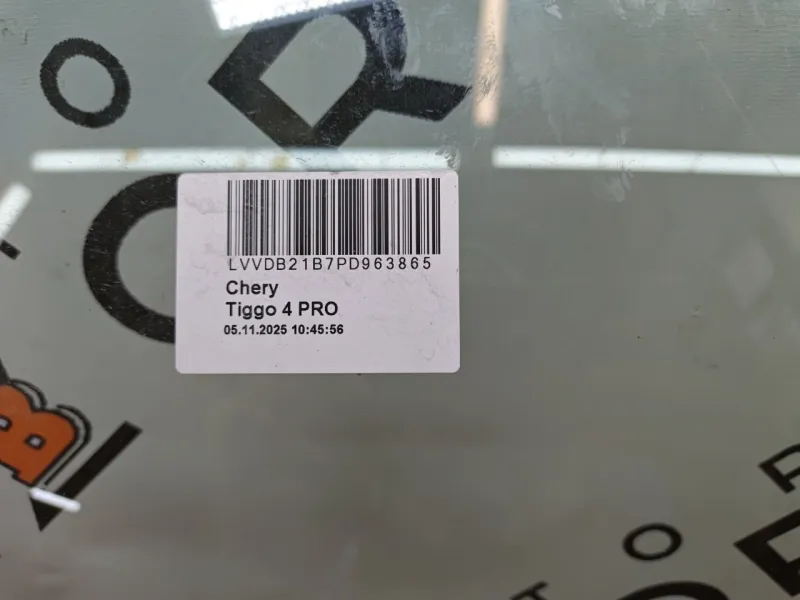 LVVDB21B7PD963865
Chery
Tiggo 4 PRO
05.11.2025 10:45:56